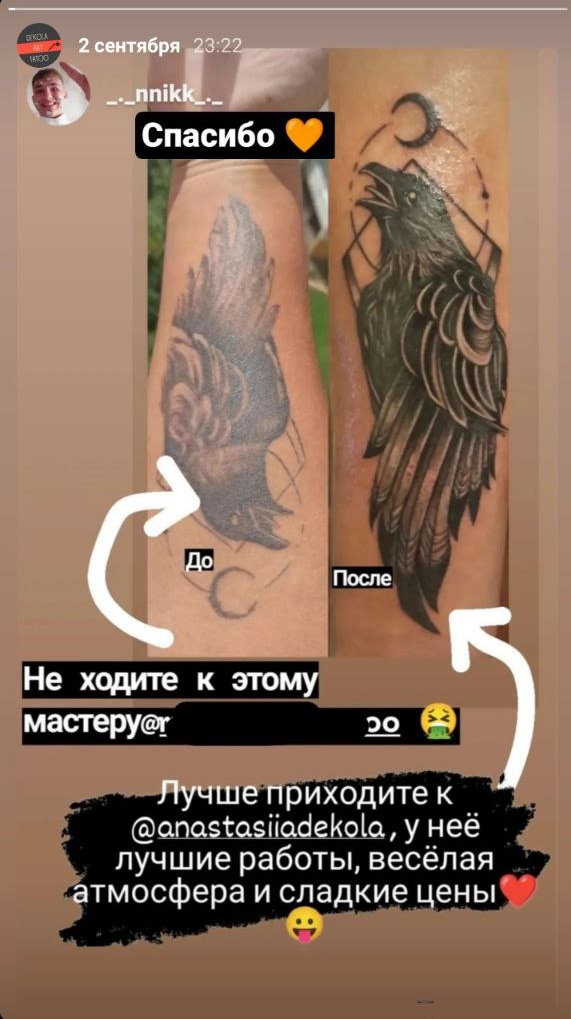 DEKOLA
ART
TATOO
2 сентября 23:22
_._nnikk_._
Спасибо 🧡
До
После
Не ходите к этому
мастеру @r оо 🤮
Лучше приходите к
@anastasiiadekola, у неё
лучшие работы, весёлая
атмосфера и сладкие цены❤️
😛